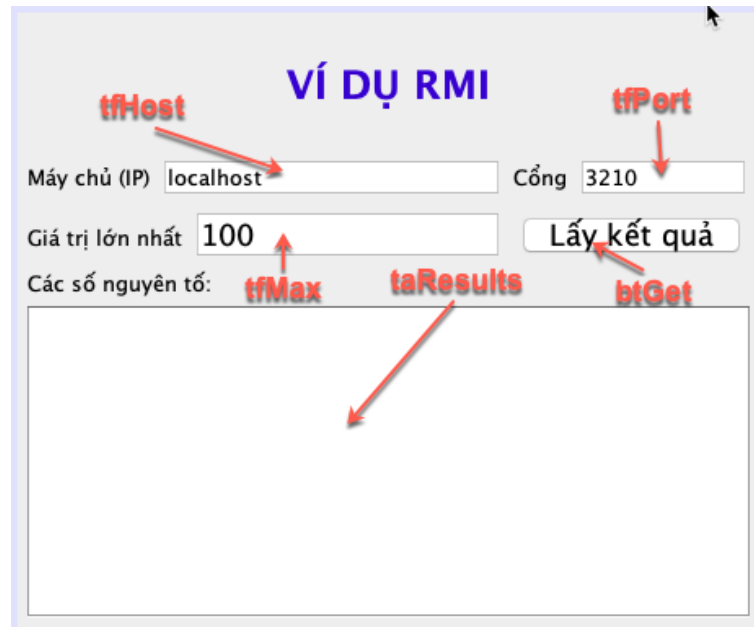 VÍ DỤ RMI
tfHost
tfPort
Máy chủ (IP) localhost Cổng 3210
Giá trị lớn nhất 100 Lấy kết quả
Các số nguyên tố: tfMax taResults btGet